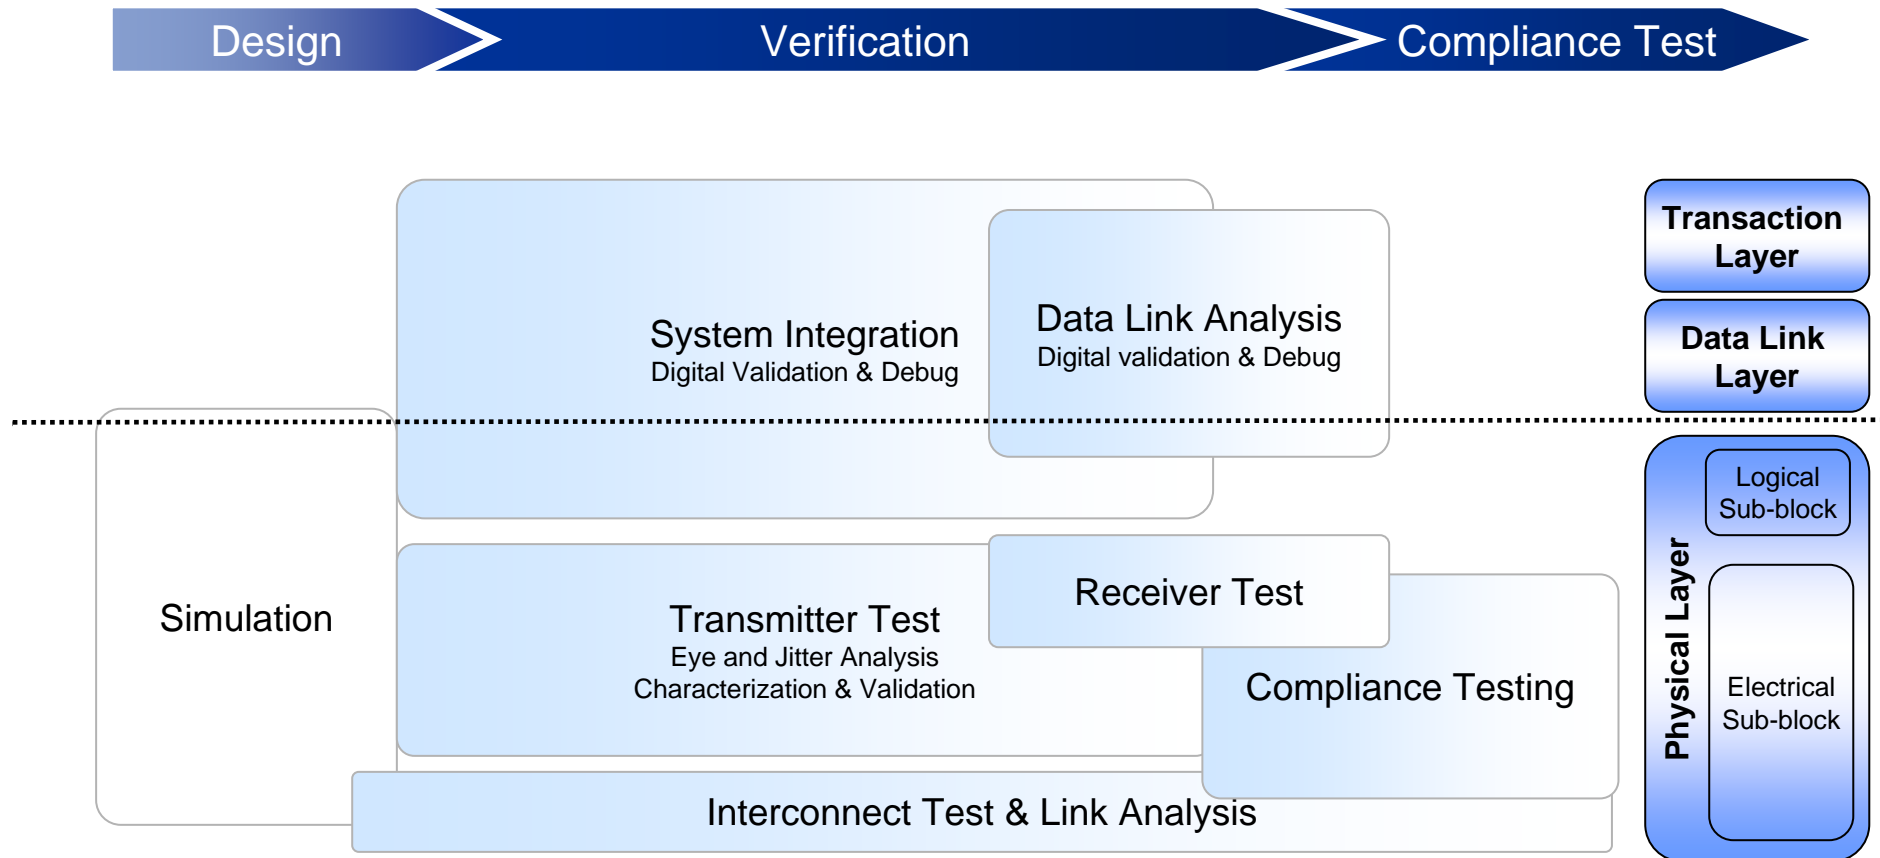 Design
Verification
Compliance Test
System Integration
Digital Validation & Debug
Data Link Analysis
Digital validation & Debug
Transaction
Layer
Data Link
Layer
Simulation
Transmitter Test
Eye and Jitter Analysis
Characterization & Validation
Receiver Test
Compliance Testing
Interconnect Test & Link Analysis
Physical Layer
Logical
Sub-block
Electrical
Sub-block